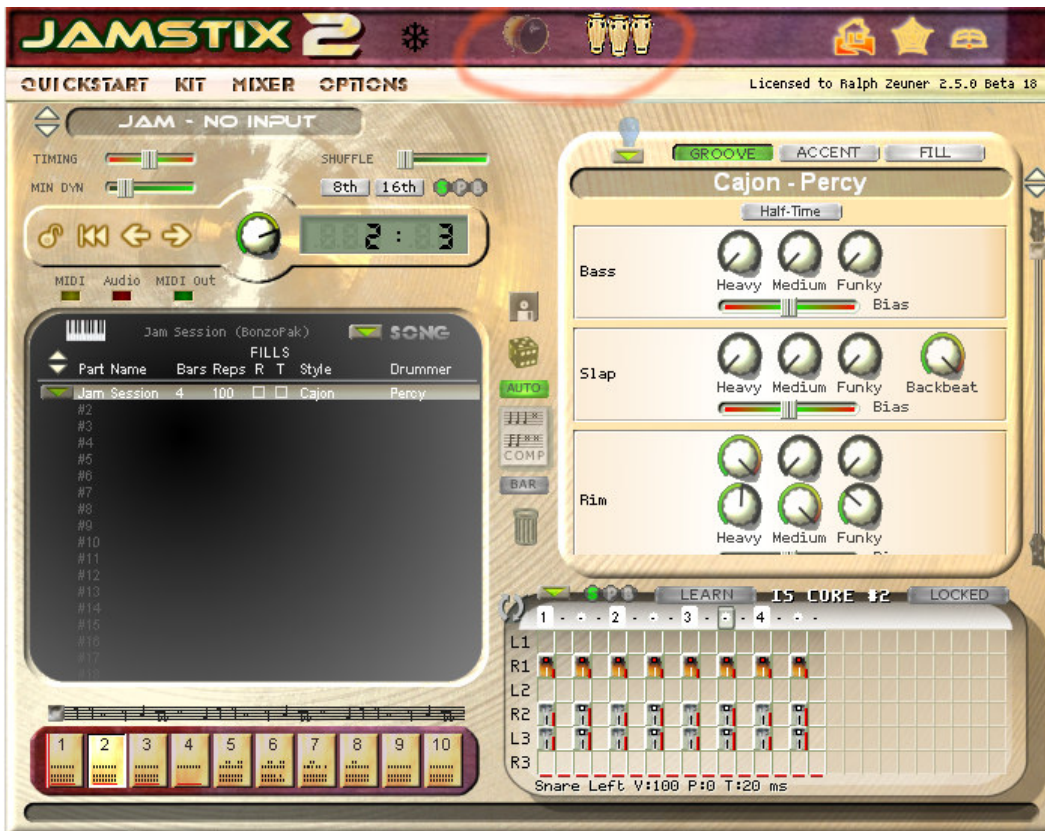 JAMSTIX 2
QUICKSTART KIT MIXER OPTIONS
Licensed to Ralph Zeuner 2.5.0 Beta 18
JAM - NO INPUT
TIMING
SHUFFLE
MIN DYN
8th 16th S P B
2 : 3
MIDI Audio MIDI Out
Jam Session (BonzoPak) SONG
FILLS
Part Name Bars Reps R T Style Drummer
Jam Session 4 100 Cajon Percy
#2
#3
#4
#5
#6
#7
#8
#9
#10
#11
#12
#13
#14
#15
#16
#17
#18
1 2 3 4 5 6 7 8 9 10
AUTO
COMP
BAR
GROOVE ACCENT FILL
Cajon - Percy
Half-Time
Bass
Heavy Medium Funky
Bias
Slap
Heavy Medium Funky Backbeat
Bias
Rim
Heavy Medium Funky
S P B LEARN IS CORE #2 LOCKED
1 - - - 2 - - - 3 - - - 4 - - -
L1
R1
L2
R2
L3
R3
Snare Left V:100 P:0 T:20 ms